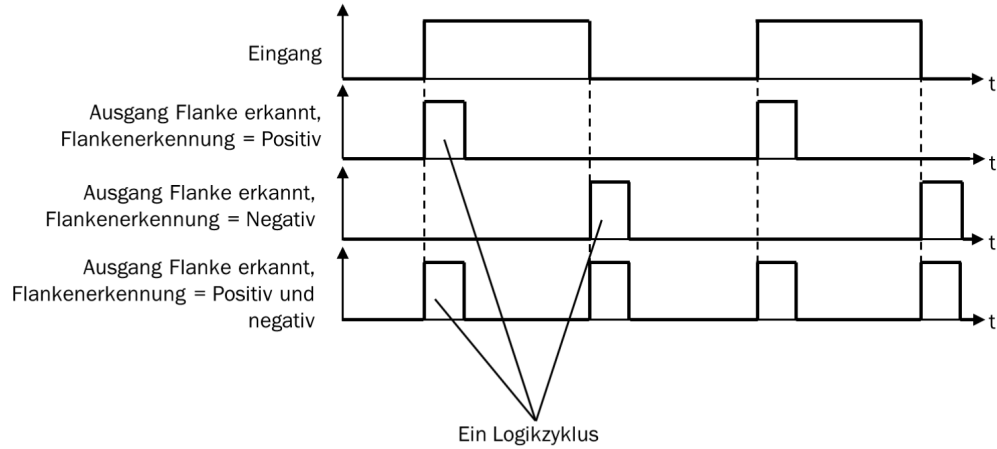 Eingang
t
Ausgang Flanke erkannt,
Flankenerkennung = Positiv
t
Ausgang Flanke erkannt,
Flankenerkennung = Negativ
t
Ausgang Flanke erkannt,
Flankenerkennung = Positiv und
negativ
t
Ein Logikzyklus